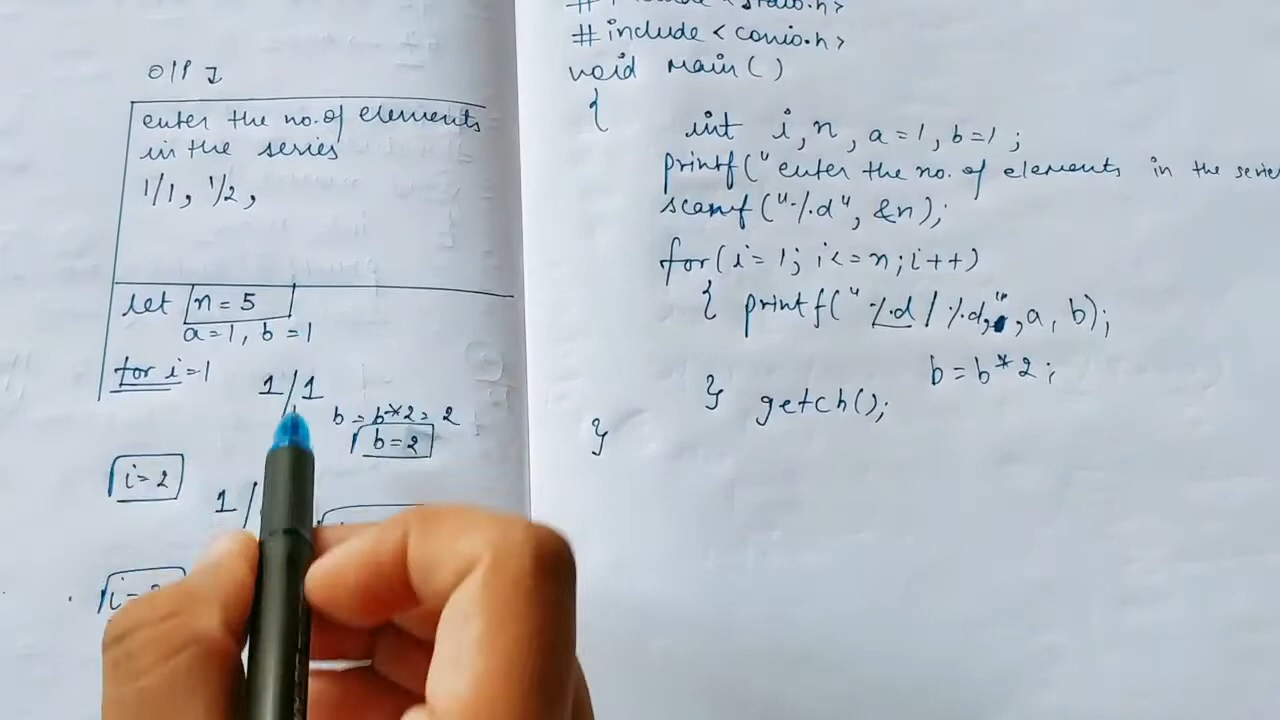 O/P
enter the no. of elements
in the series
1/1, 1/2,
let n = 5
a=1, b=1
for i=1
1/1
b = b*2 = 2
b = 2
i=2
1/
#include <stdio.h>
#include <conio.h>
void main()
{
int i, n, a=1, b=1;
printf("enter the no. of elements in the series
scanf("%d", &n);
for(i=1; i<=n; i++)
{ printf("%d/%d,", a, b);
b=b*2;
} getch();
}